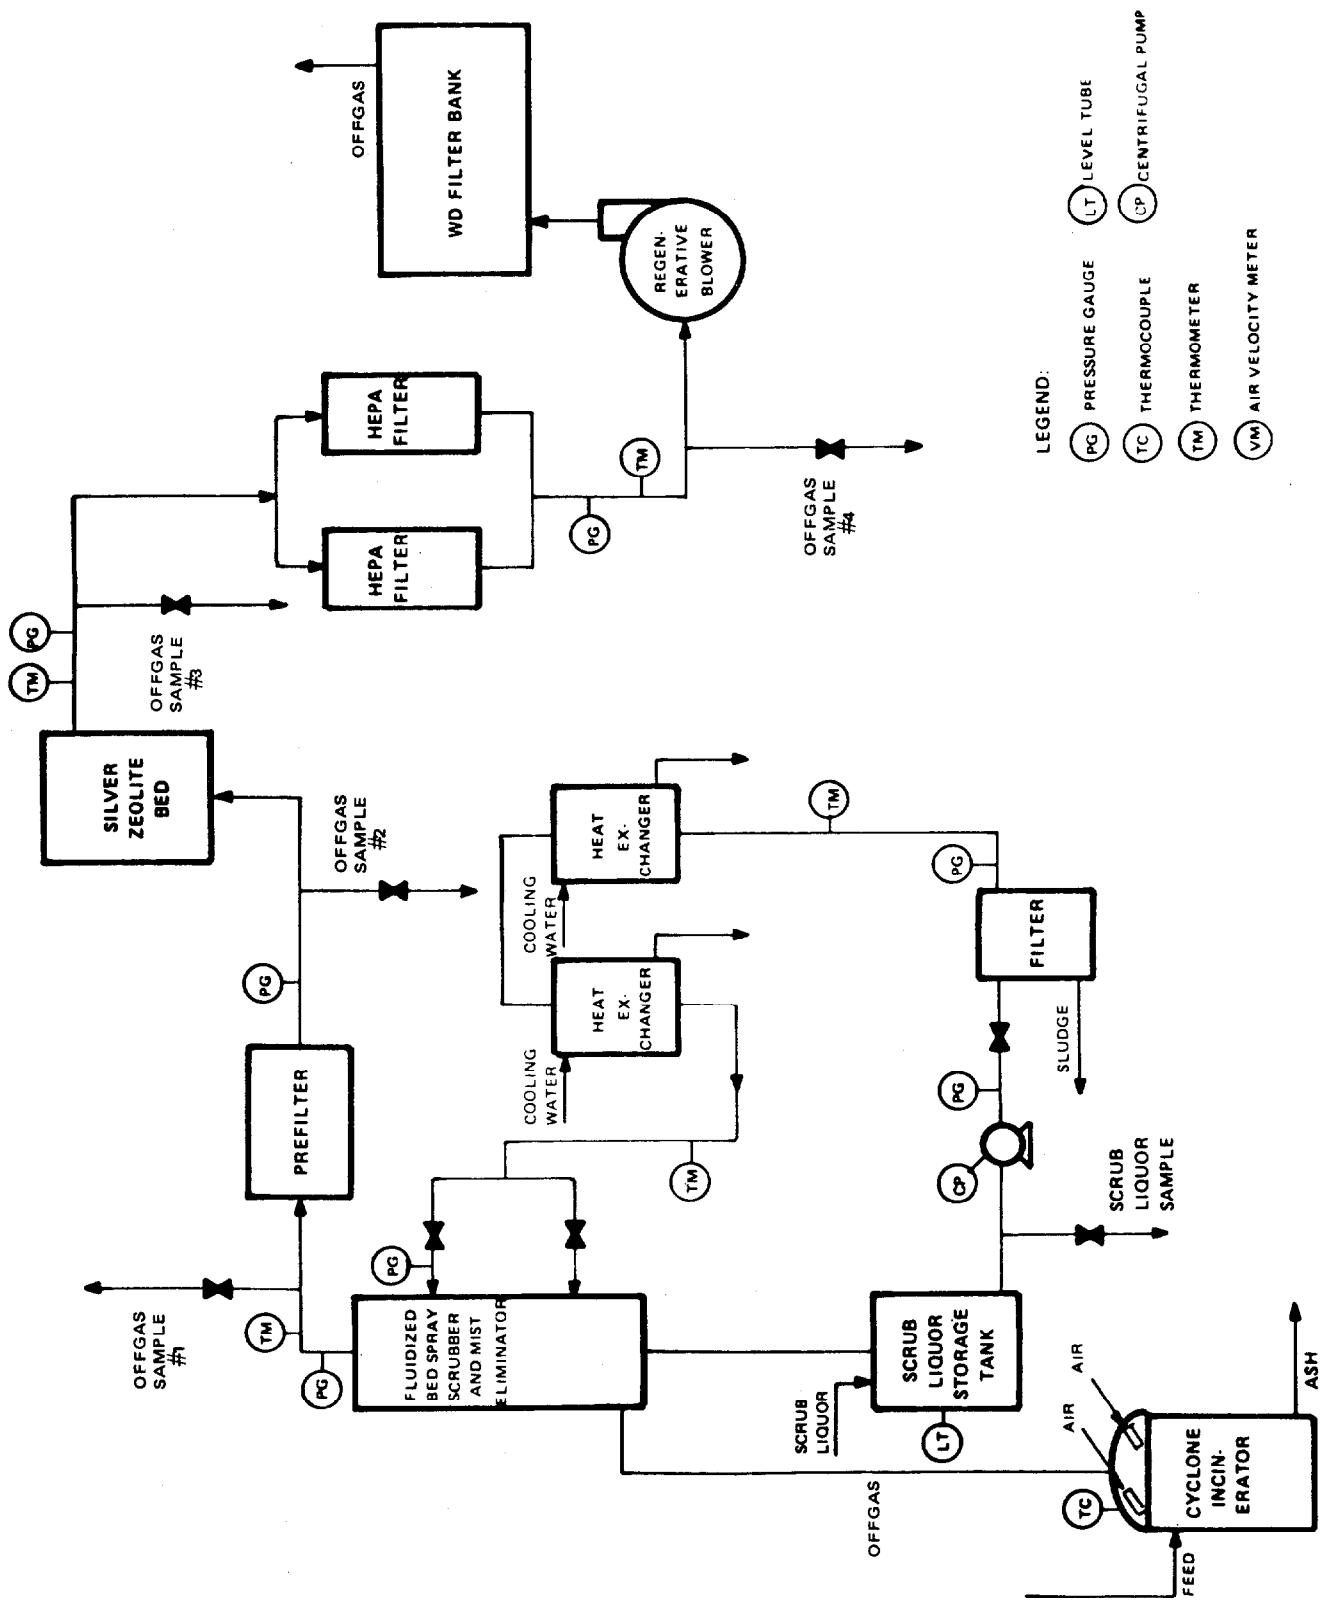 OFFGAS
WD FILTER BANK
REGEN-
ERATIVE
BLOWER
HEPA
FILTER
HEPA
FILTER
TM
PG
OFFGAS
SAMPLE
#4
PG
TM
OFFGAS
SAMPLE
#3
SILVER
ZEOLITE
BED
OFFGAS
SAMPLE
#2
PG
PREFILTER
OFFGAS
SAMPLE
#1
TM
PG
FLUIDIZED
BED SPRAY
SCRUBBER
AND MIST
ELIMINATOR
PG
TM
COOLING
WATER
HEAT
EX-
CHANGER
COOLING
WATER
HEAT
EX-
CHANGER
TM
PG
FILTER
SLUDGE
PG
CP
SCRUB
LIQUOR
SAMPLE
SCRUB
LIQUOR
STORAGE
TANK
SCRUB
LIQUOR
LT
OFFGAS
TC
AIR
AIR
CYCLONE
INCIN-
ERATOR
FEED
ASH
LEGEND:
PG PRESSURE GAUGE
TC THERMOCOUPLE
TM THERMOMETER
VM AIR VELOCITY METER
LT LEVEL TUBE
CP CENTRIFUGAL PUMP